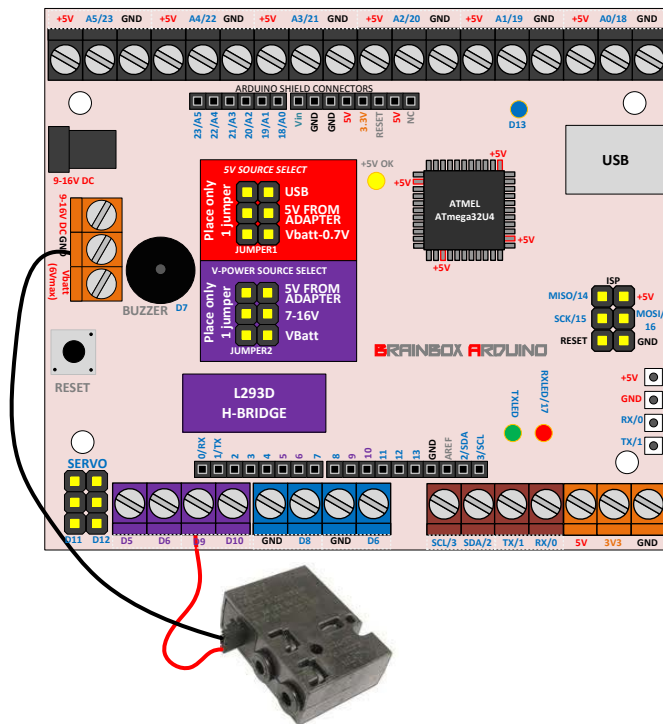 +5V A5/23 GND +5V A4/22 GND +5V A3/21 GND +5V A2/20 GND +5V A1/19 GND +5V A0/18 GND
ARDUINO SHIELD CONNECTORS
23/A5
22/A4
21/A3
20/A2
19/A1
18/A0
Vin
GND
GND
5V
3.3V
RESET
5V
NC
D13
USB
9-16V DC
9-16V DC
GND
Vbatt
(6Vmax)
5V SOURCE SELECT
Place only
1 jumper
USB
5V FROM
ADAPTER
Vbatt-0.7V
JUMPER1
V-POWER SOURCE SELECT
Place only
1 jumper
5V FROM
ADAPTER
7-16V
VBatt
JUMPER2
+5V OK
+5V
+5V
+5V
+5V
ATMEL
ATmega32U4
BUZZER
D7
RESET
BRAINBOX ARDUINO
ISP
MISO/14
+5V
SCK/15
MOSI/
16
RESET
GND
L293D
H-BRIDGE
TXLED
RXLED/17
+5V
GND
RX/0
TX/1
0/RX
1/TX
2
3
4
5
6
7
8
9
10
11
12
13
GND
AREF
2/SDA
3/SCL
SERVO
D11 D12
D5 D6 D9 D10 GND D8 GND D6
SCL/3 SDA/2 TX/1 RX/0 5V 3V3 GND